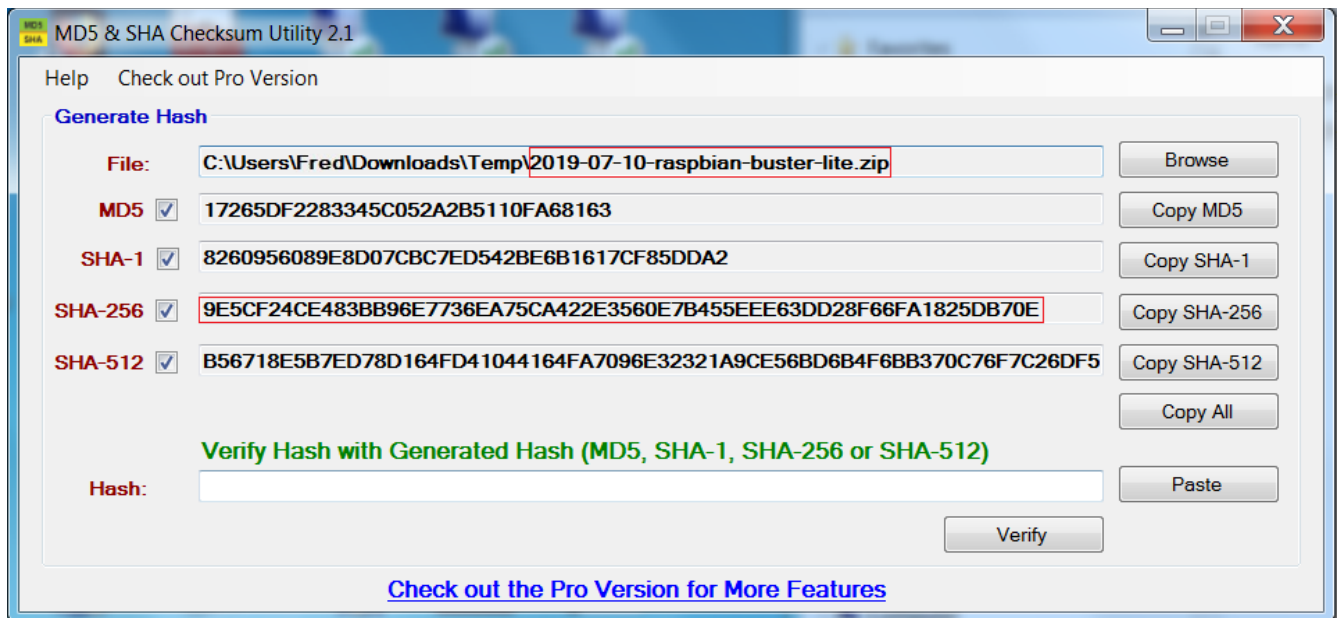 MD5 SHA MD5 & SHA Checksum Utility 2.1
Help Check out Pro Version
Generate Hash
File: C:\Users\Fred\Downloads\Temp\2019-07-10-raspbian-buster-lite.zip Browse
MD5 17265DF2283345C052A2B5110FA68163 Copy MD5
SHA-1 8260956089E8D07CBC7ED542BE6B1617CF85DDA2 Copy SHA-1
SHA-256 9E5CF24CE483BB96E7736EA75CA422E3560E7B455EEE63DD28F66FA1825DB70E Copy SHA-256
SHA-512 B56718E5B7ED78D164FD41044164FA7096E32321A9CE56BD6B4F6BB370C76F7C26DF5 Copy SHA-512
Copy All
Verify Hash with Generated Hash (MD5, SHA-1, SHA-256 or SHA-512)
Hash: Paste
Verify
Check out the Pro Version for More Features